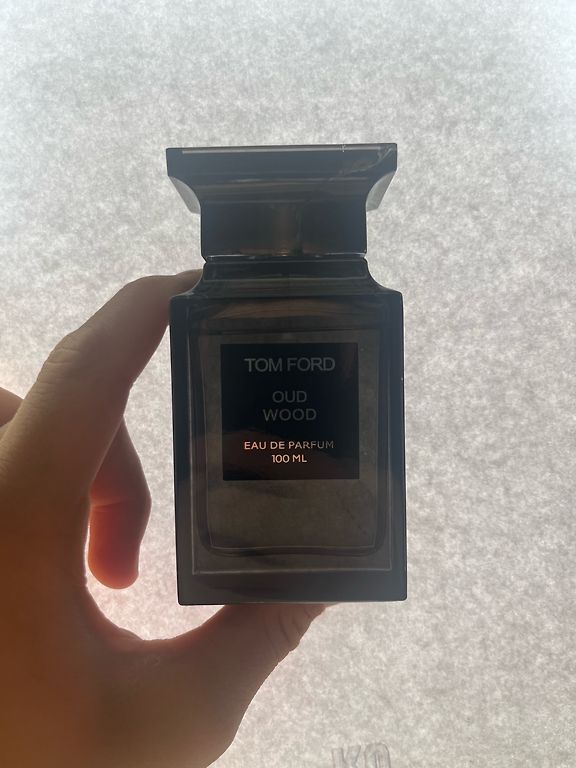 TOM FORD
OUD
WOOD
EAU DE PARFUM
100 ML